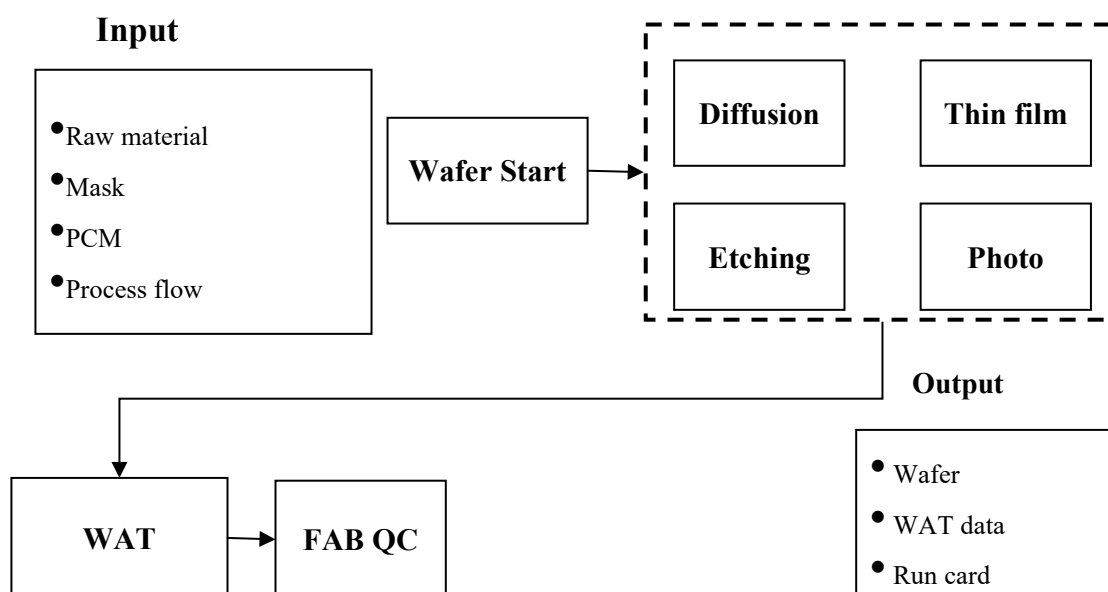 Input
Raw material
Mask
PCM
Process flow
Wafer Start
Diffusion
Thin film
Etching
Photo
Output
Wafer
WAT data
Run card
WAT
FAB QC